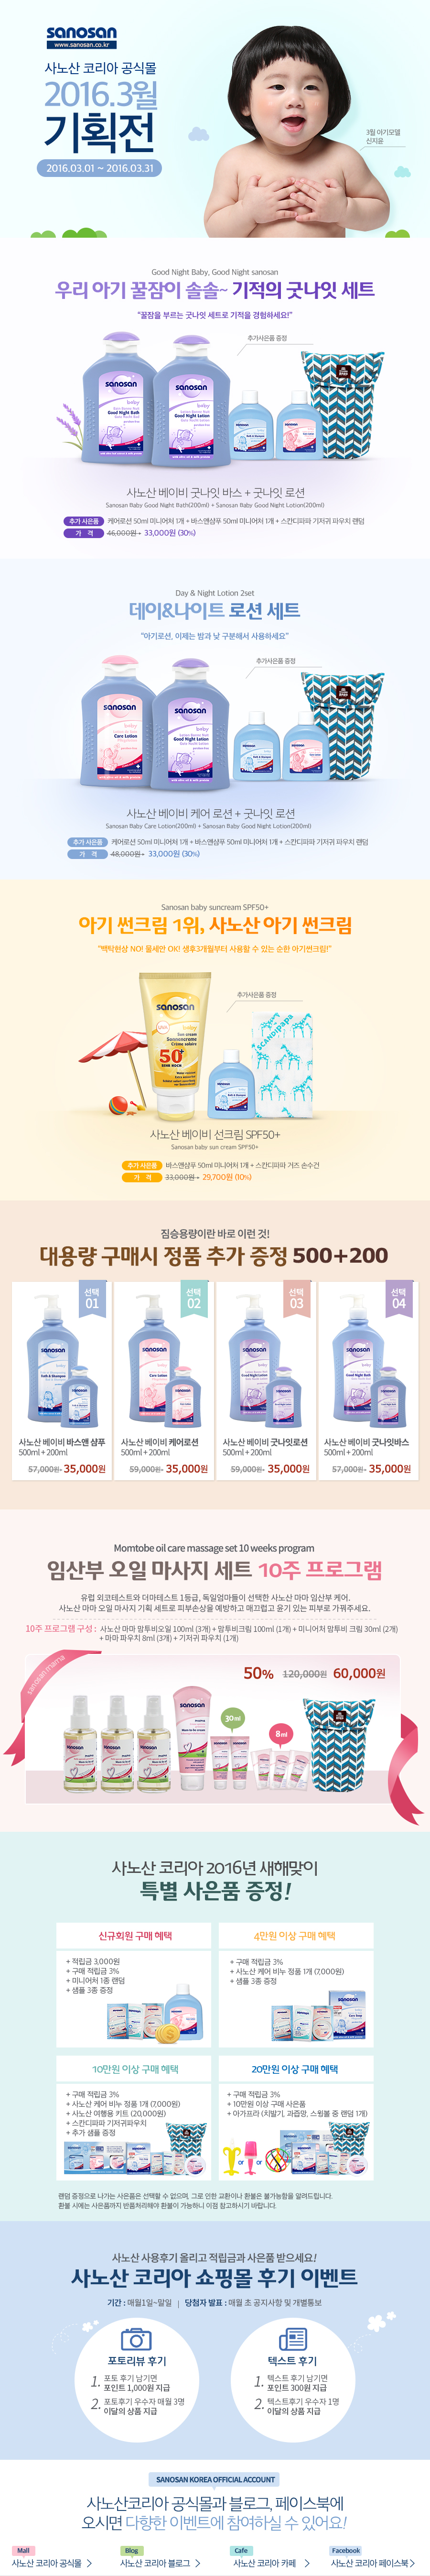 sanosan
www.sanosan.co.kr
사노산 코리아 공식몰
2016.3월
기획전
2016.03.01 ~ 2016.03.31
3월 아기모델
신지윤
Good Night Baby, Good Night sanosan
우리 아기 꿀잠이 솔솔~ 기적의 굿나잇 세트
"꿀잠을 부르는 굿나잇 세트로 기적을 경험하세요!"
추가사은품 증정
사노산 베이비 굿나잇 바스 + 굿나잇 로션
Sanosan Baby Good Night Bath(200ml) + Sanosan Baby Good Night Lotion(200ml)
추가 사은품 케어로션 50ml 미니어처 1개 + 바스앤샴푸 50ml 미니어처 1개 + 스칸디파파 기저귀 파우치 랜덤
가 격 46,000원→ 33,000원 (30%)
Day & Night Lotion 2set
데이&나이트 로션 세트
"아기로션, 이제는 밤과 낮 구분해서 사용하세요"
추가사은품 증정
사노산 베이비 케어 로션 + 굿나잇 로션
Sanosan Baby Care Lotion(200ml) + Sanosan Baby Good Night Lotion(200ml)
추가 사은품 케어로션 50ml 미니어처 1개 + 바스앤샴푸 50ml 미니어처 1개 + 스칸디파파 기저귀 파우치 랜덤
가 격 48,000원→ 33,000원 (30%)
Sanosan baby suncream SPF50+
아기 썬크림 1위, 사노산 아기 썬크림
"백탁현상 NO! 물세안 OK! 생후3개월부터 사용할 수 있는 순한 아기썬크림!"
추가사은품 증정
sanosan
baby
Sun cream
Sonnencreme
Crème solaire
50+
사노산 베이비 선크림 SPF50+
Sanosan baby sun cream SPF50+
추가 사은품 바스앤샴푸 50ml 미니어처 1개 + 스칸디파파 거즈 손수건
가 격 33,000원→ 29,700원 (10%)
짐승용량이란 바로 이런 것!
대용량 구매시 정품 추가 증정 500+200
선택 01
선택 02
선택 03
선택 04
사노산 베이비 바스앤 샴푸
500ml + 200ml
57,000원→ 35,000원
사노산 베이비 케어로션
500ml + 200ml
59,000원→ 35,000원
사노산 베이비 굿나잇로션
500ml + 200ml
59,000원→ 35,000원
사노산 베이비 굿나잇바스
500ml + 200ml
57,000원→ 35,000원
Momtobe oil care massage set 10 weeks program
임산부 오일 마사지 세트 10주 프로그램
유럽 외코테스트와 더마테스트 1등급, 독일엄마들이 선택한 사노산 마마 임산부 케어.
사노산 마마 오일 마사지 기획 세트로 피부손상을 예방하고 매끄럽고 윤기 있는 피부로 가꿔주세요.
10주 프로그램 구성 : 사노산 마마 맘투비오일 100ml (3개) + 맘투비크림 100ml (1개) + 미니어처 맘투비 크림 30ml (2개)
+ 마마 파우치 8ml (3개) + 기저귀 파우치 (1개)
sanosan mama
50% 120,000원 60,000원
30ml
8ml
사노산 코리아 2016년 새해맞이
특별 사은품 증정!
신규회원 구매 혜택
+ 적립금 3,000원
+ 구매 적립금 3%
+ 미니어처 1종 랜덤
+ 샘플 3종 증정
4만원 이상 구매 혜택
+ 구매 적립금 3%
+ 사노산 케어 비누 정품 1개 (7,000원)
+ 샘플 3종 증정
10만원 이상 구매 혜택
+ 구매 적립금 3%
+ 사노산 케어 비누 정품 1개 (7,000원)
+ 사노산 여행용 키트 (20,000원)
+ 스칸디파파 기저귀파우치
+ 추가 샘플 증정
20만원 이상 구매 혜택
+ 구매 적립금 3%
+ 10만원 이상 구매 사은품
+ 아가프라 (치발기, 과즙망, 스윙볼 중 랜덤 1개)
or
or
랜덤 증정으로 나가는 사은품은 선택할 수 없으며, 그로 인한 교환이나 환불은 불가능함을 알려드립니다.
환불 시에는 사은품까지 반품처리해야 환불이 가능하니 이점 참고하시기 바랍니다.
사노산 사용후기 올리고 적립금과 사은품 받으세요!
사노산 코리아 쇼핑몰 후기 이벤트
기간 : 매월1일~말일 | 당첨자 발표 : 매월 초 공지사항 및 개별통보
포토리뷰 후기
1. 포토 후기 남기면
포인트 1,000원 지급
2. 포토후기 우수자 매월 3명
이달의 상품 지급
텍스트 후기
1. 텍스트 후기 남기면
포인트 300원 지급
2. 텍스트후기 우수자 1명
이달의 상품 지급
SANOSAN KOREA OFFICIAL ACCOUNT
사노산코리아 공식몰과 블로그, 페이스북에
오시면 다향한 이벤트에 참여하실 수 있어요!
Mall
사노산 코리아 공식몰 >
Blog
사노산 코리아 블로그 >
Cafe
사노산 코리아 카페 >
Facebook
사노산 코리아 페이스북 >